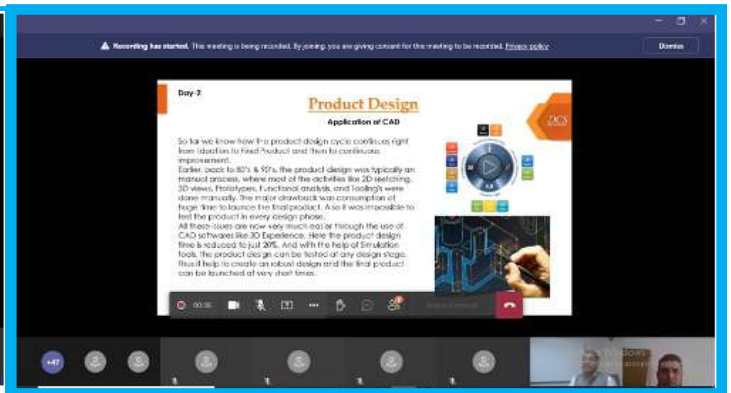 Recording has started. This meeting is being recorded. By joining, you are giving consent for this meeting to be recorded. Privacy policy
Dismiss
Day-2
Product Design
DCS
Application of CAD
So far we know how the product design cycle continues right
from Ideation to Final Product and then to continuous
improvement.
Earlier, back to 80's & 90's, the product design was typically an
manual process, where most of the activities like 2D sketching,
3D views, Prototypes, Functional analysis, and Tooling's were
done manually. The major drawback was consumption of
huge time to launce the final product. Also it was impossible to
test the product in every design phase.
All these issues are now very much easier through the use of
CAD softwares like 3D Experience. Here the product design
time is reduced to just 20%. And with the help of Simulation
tools, the product design can be tested at any design stage.
Thus it help to create an robust design and the final product
can be launched at very short times.
+47
Windows